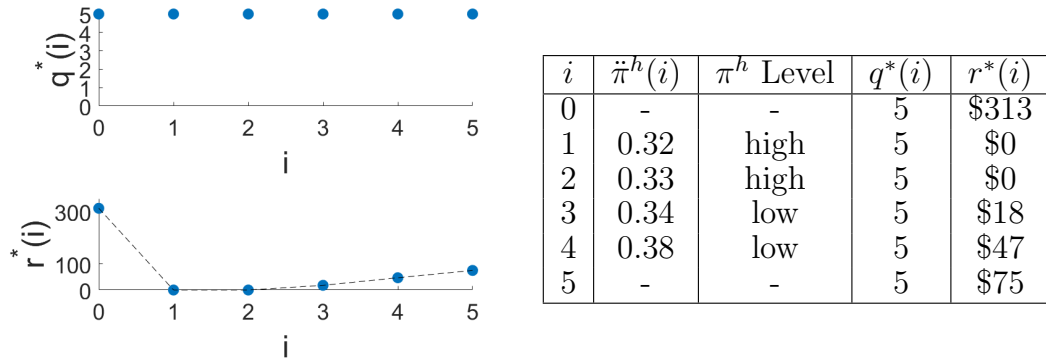 q*(i)
5
4
3
2
1
0
0 1 2 3 4 5
i
r*(i)
300
100
0
0 1 2 3 4 5
i
i π̈^h(i) π^h Level q*(i) r*(i)
0 - - 5 $313
1 0.32 high 5 $0
2 0.33 high 5 $0
3 0.34 low 5 $18
4 0.38 low 5 $47
5 - - 5 $75